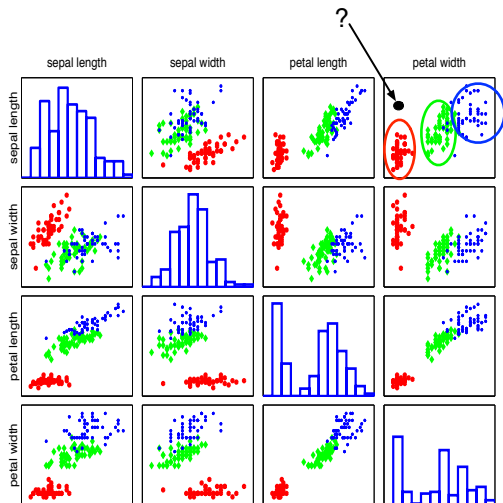 ?
sepal length sepal width petal length petal width
sepal length
sepal width
petal length
petal width